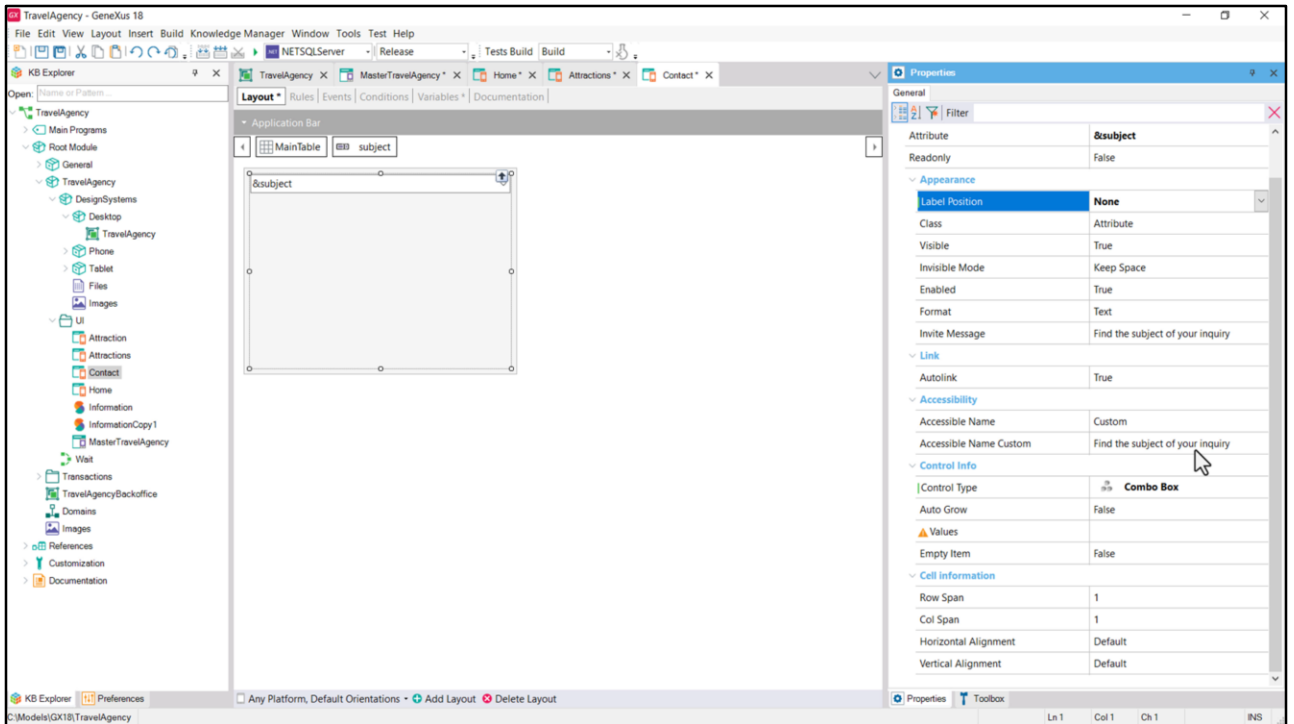 TravelAgency - GeneXus 18
File Edit View Layout Insert Build Knowledge Manager Window Tools Test Help
NETSQLServer Release Tests Build Build
KB Explorer
TravelAgency X MasterTravelAgency* X Home* X Attractions* X Contact* X
Properties
Open: Name or Pattern ...
Layout * Rules Events Conditions Variables * Documentation
General
Filter
TravelAgency
Main Programs
Root Module
General
TravelAgency
DesignSystems
Desktop
TravelAgency
Phone
Tablet
Files
Images
UI
Attraction
Attractions
Contact
Home
Information
InformationCopy1
MasterTravelAgency
Wait
Transactions
TravelAgencyBackoffice
Domains
Images
References
Customization
Documentation
Application Bar
MainTable subject
&subject
Attribute &subject
Readonly False
Appearance
Label Position None
Class Attribute
Visible True
Invisible Mode Keep Space
Enabled True
Format Text
Invite Message Find the subject of your inquiry
Link
Autolink True
Accessibility
Accessible Name Custom
Accessible Name Custom Find the subject of your inquiry
Control Info
Control Type Combo Box
Auto Grow False
Values
Empty Item False
Cell information
Row Span 1
Col Span 1
Horizontal Alignment Default
Vertical Alignment Default
KB Explorer Preferences
Any Platform, Default Orientations Add Layout Delete Layout
Properties Toolbox
C:\Models\GX18\TravelAgency
Ln 1 Col 1 Ch 1 INS